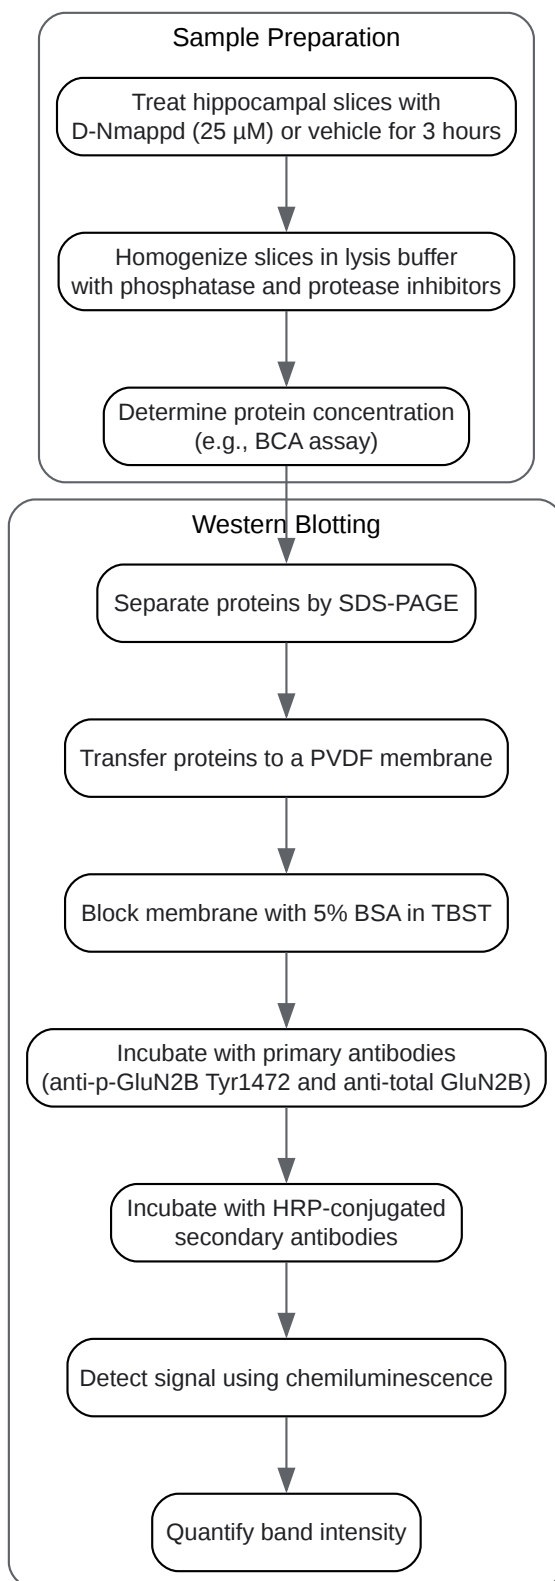 Sample Preparation
Treat hippocampal slices with
D-Nmappd (25 µM) or vehicle for 3 hours
Homogenize slices in lysis buffer
with phosphatase and protease inhibitors
Determine protein concentration
(e.g., BCA assay)
Western Blotting
Separate proteins by SDS-PAGE
Transfer proteins to a PVDF membrane
Block membrane with 5% BSA in TBST
Incubate with primary antibodies
(anti-p-GluN2B Tyr1472 and anti-total GluN2B)
Incubate with HRP-conjugated
secondary antibodies
Detect signal using chemiluminescence
Quantify band intensity